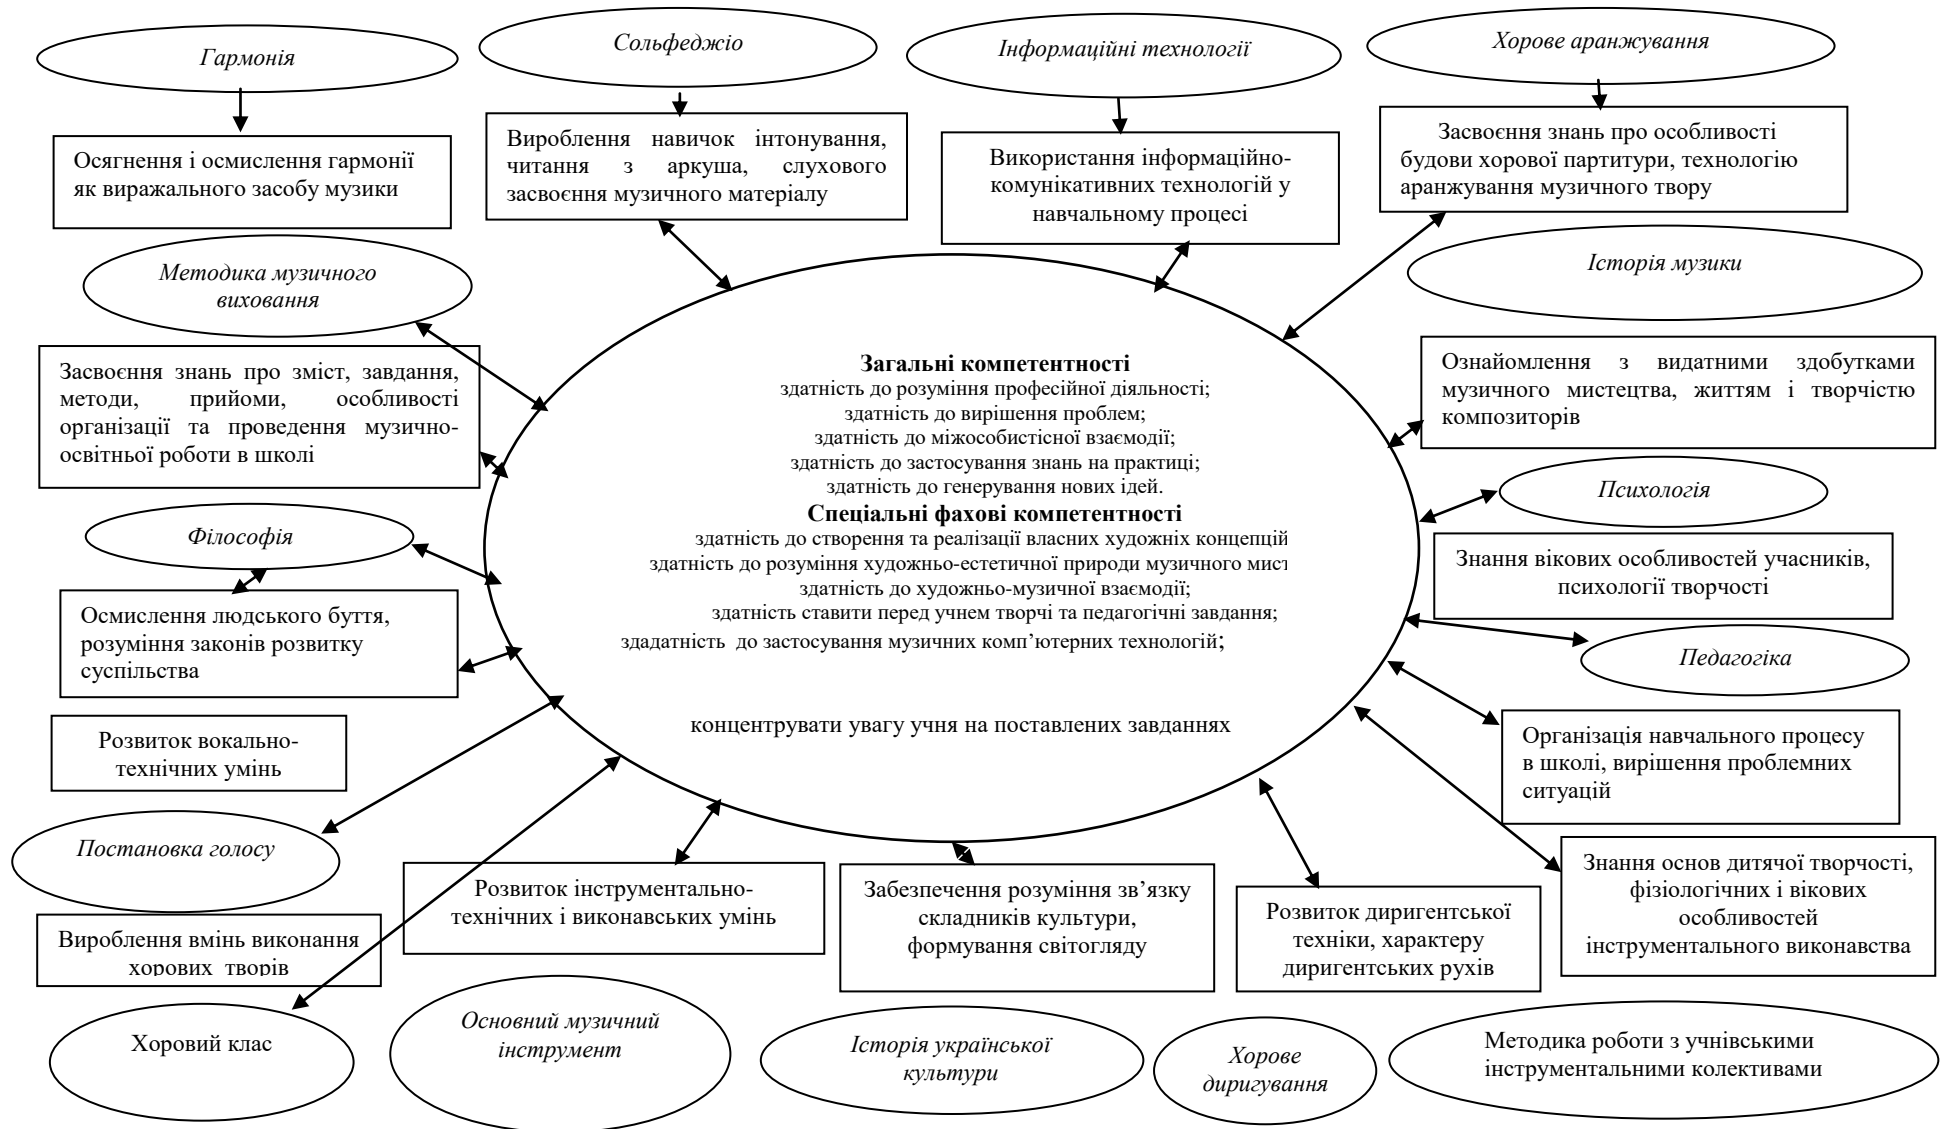 Гармонія
Сольфеджіо
Інформаційні технології
Хорове аранжування
Осягнення і осмислення гармонії
як виражального засобу музики
Вироблення навичок інтонування,
читання з аркуша, слухового
засвоєння музичного матеріалу
Використання інформаційно-
комунікативних технологій у
навчальному процесі
Засвоєння знань про особливості
будови хорової партитури, технологію
аранжування музичного твору
Методика музичного
виховання
Історія музики
Засвоєння знань про зміст, завдання,
методи, прийоми, особливості
організації та проведення музично-
освітньої роботи в школі
Ознайомлення з видатними здобутками
музичного мистецтва, життям і творчістю
композиторів
Загальні компетентності
здатність до розуміння професійної діяльності;
здатність до вирішення проблем;
здатність до міжособистісної взаємодії;
здатність до застосування знань на практиці;
здатність до генерування нових ідей.
Спеціальні фахові компетентності
здатність до створення та реалізації власних художніх концепцій
здатність до розуміння художньо-естетичної природи музичного мист
здатність до художньо-музичної взаємодії;
здатність ставити перед учнем творчі та педагогічні завдання;
здадатність до застосування музичних комп’ютерних технологій;
концентрувати увагу учня на поставлених завданнях
Філософія
Психологія
Осмислення людського буття,
розуміння законів розвитку
суспільства
Знання вікових особливостей учасників,
психології творчості
Педагогіка
Розвиток вокально-
технічних умінь
Організація навчального процесу
в школі, вирішення проблемних
ситуацій
Постановка голосу
Розвиток інструментально-
технічних і виконавських умінь
Забезпечення розуміння зв’язку
складників культури,
формування світогляду
Розвиток диригентської
техніки, характеру
диригентських рухів
Знання основ дитячої творчості,
фізіологічних і вікових
особливостей
інструментального виконавства
Вироблення вмінь виконання
хорових творів
Хоровий клас
Основний музичний
інструмент
Історія української
культури
Хорове
диригування
Методика роботи з учнівськими
інструментальними колективами